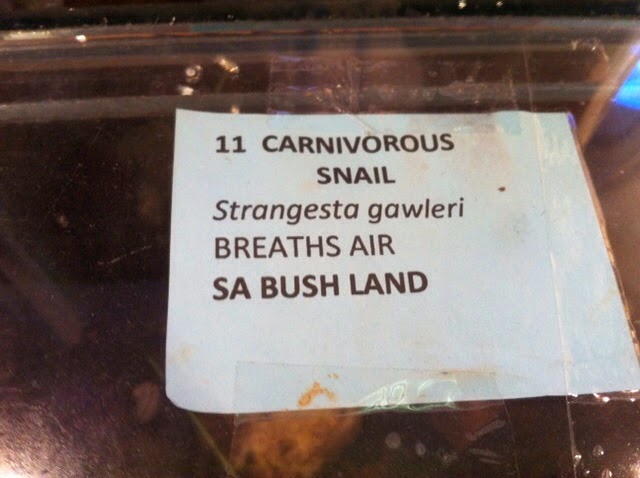 11 CARNIVOROUS
SNAIL
Strangesta gawleri
BREATHS AIR
SA BUSH LAND